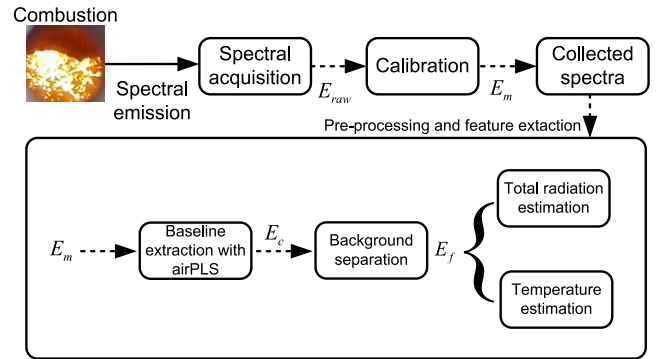 Combustion
Spectral
emission
Spectral
acquisition
E_raw
Calibration
E_m
Collected
spectra
Pre-processing and feature extaction
E_m
Baseline
extraction with
airPLS
E_c
Background
separation
E_f
Total radiation
estimation
Temperature
estimation